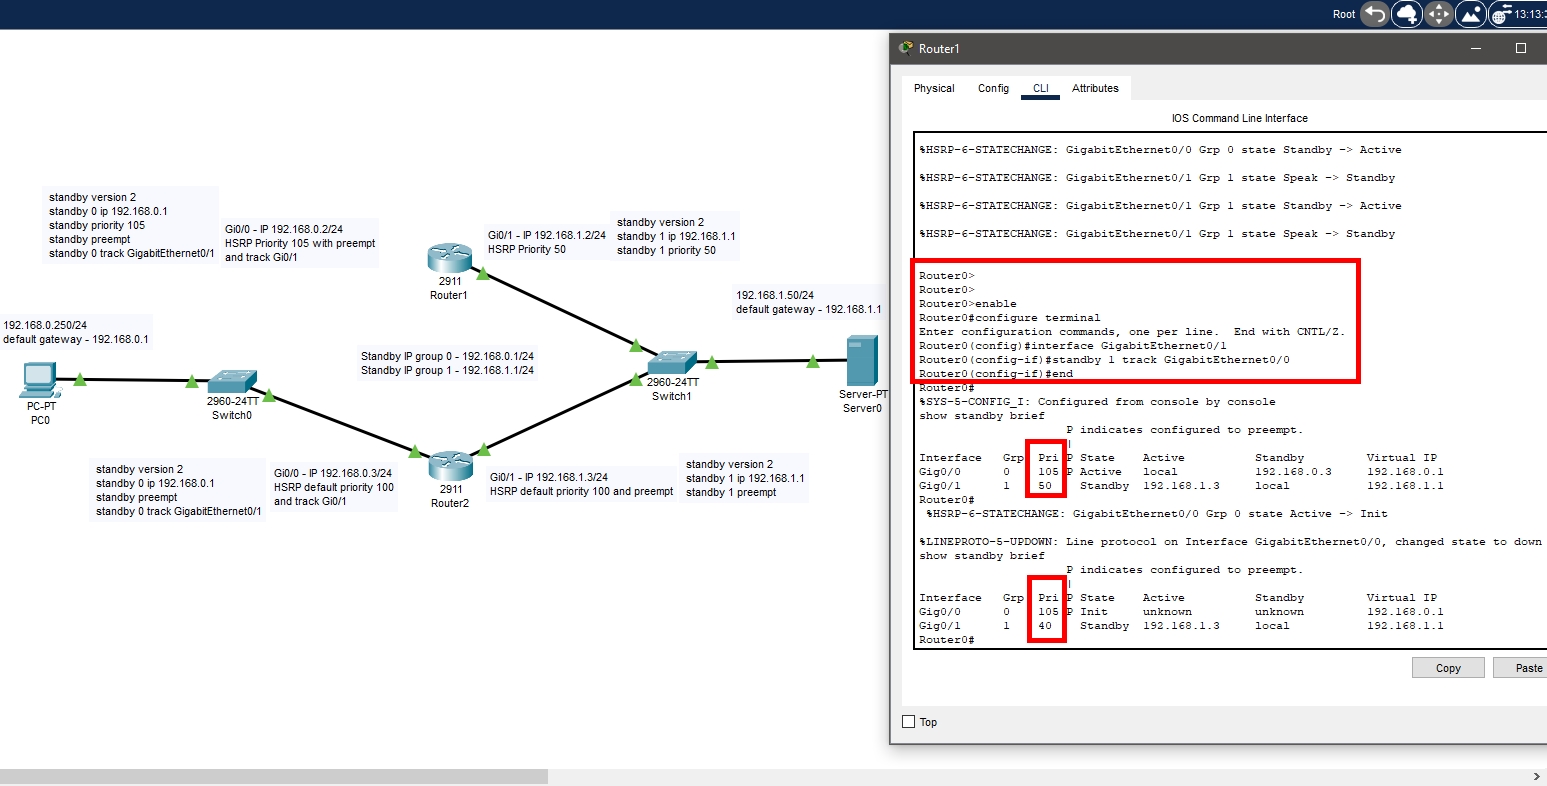 Root
13:13:
Router1
Physical Config CLI Attributes
IOS Command Line Interface
%HSRP-6-STATECHANGE: GigabitEthernet0/0 Grp 0 state Standby -> Active
%HSRP-6-STATECHANGE: GigabitEthernet0/1 Grp 1 state Speak -> Standby
%HSRP-6-STATECHANGE: GigabitEthernet0/1 Grp 1 state Standby -> Active
%HSRP-6-STATECHANGE: GigabitEthernet0/1 Grp 1 state Speak -> Standby
Router0>
Router0>
Router0>enable
Router0#configure terminal
Enter configuration commands, one per line. End with CNTL/Z.
Router0(config)#interface GigabitEthernet0/1
Router0(config-if)#standby 1 track GigabitEthernet0/0
Router0(config-if)#end
Router0#
%SYS-5-CONFIG_I: Configured from console by console
show standby brief
P indicates configured to preempt.
|
Interface Grp Pri P State Active Standby Virtual IP
Gig0/0 0 105 P Active local 192.168.0.3 192.168.0.1
Gig0/1 1 50 Standby 192.168.1.3 local 192.168.1.1
Router0#
%HSRP-6-STATECHANGE: GigabitEthernet0/0 Grp 0 state Active -> Init
%LINEPROTO-5-UPDOWN: Line protocol on Interface GigabitEthernet0/0, changed state to down
show standby brief
P indicates configured to preempt.
|
Interface Grp Pri P State Active Standby Virtual IP
Gig0/0 0 105 P Init unknown unknown 192.168.0.1
Gig0/1 1 40 Standby 192.168.1.3 local 192.168.1.1
Router0#
Copy Paste
Top
standby version 2
standby 0 ip 192.168.0.1
standby priority 105
standby preempt
standby 0 track GigabitEthernet0/1
Gi0/0 - IP 192.168.0.2/24
HSRP Priority 105 with preempt
and track Gi0/1
2911
Router1
Gi0/1 - IP 192.168.1.2/24
HSRP Priority 50
standby version 2
standby 1 ip 192.168.1.1
standby 1 priority 50
192.168.1.50/24
default gateway - 192.168.1.1
192.168.0.250/24
default gateway - 192.168.0.1
Standby IP group 0 - 192.168.0.1/24
Standby IP group 1 - 192.168.1.1/24
PC-PT
PC0
2960-24TT
Switch0
2960-24TT
Switch1
Server-PT
Server0
standby version 2
standby 0 ip 192.168.0.1
standby preempt
standby 0 track GigabitEthernet0/1
Gi0/0 - IP 192.168.0.3/24
HSRP default priority 100
and track Gi0/1
2911
Router2
Gi0/1 - IP 192.168.1.3/24
HSRP default priority 100 and preempt
standby version 2
standby 1 ip 192.168.1.1
standby 1 preempt